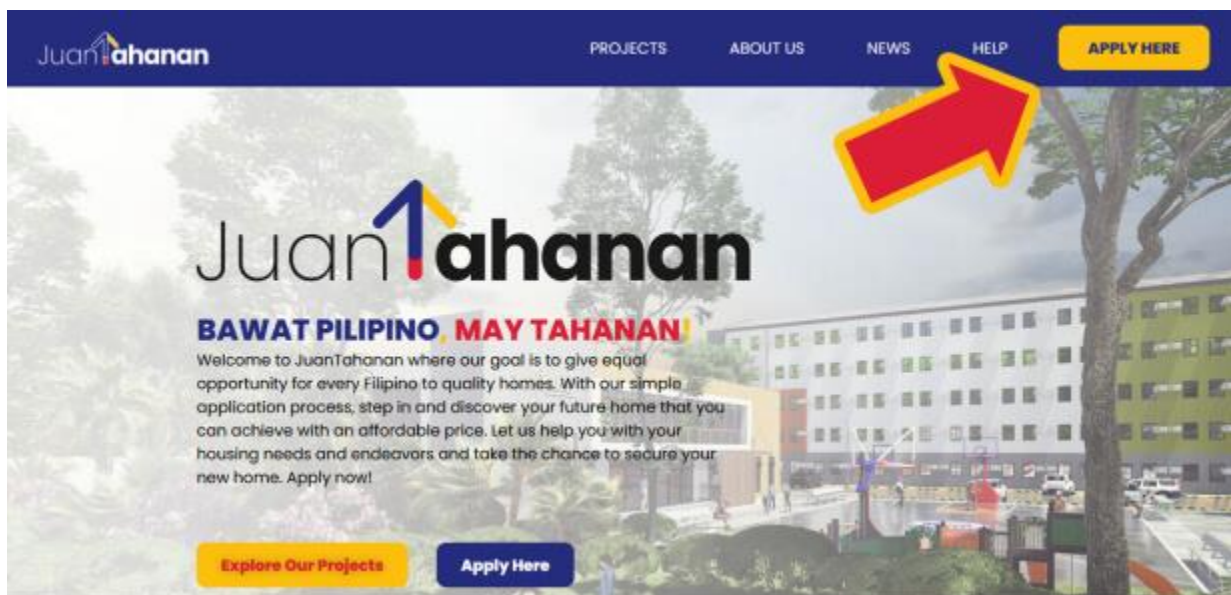 JuanTahanan
PROJECTS ABOUT US NEWS HELP APPLY HERE
JuanTahanan
BAWAT PILIPINO, MAY TAHANAN!
Welcome to JuanTahanan where our goal is to give equal
opportunity for every Filipino to quality homes. With our simple
application process, step in and discover your future home that you
can achieve with an affordable price. Let us help you with your
housing needs and endeavors and take the chance to secure your
new home. Apply now!
Explore Our Projects
Apply Here